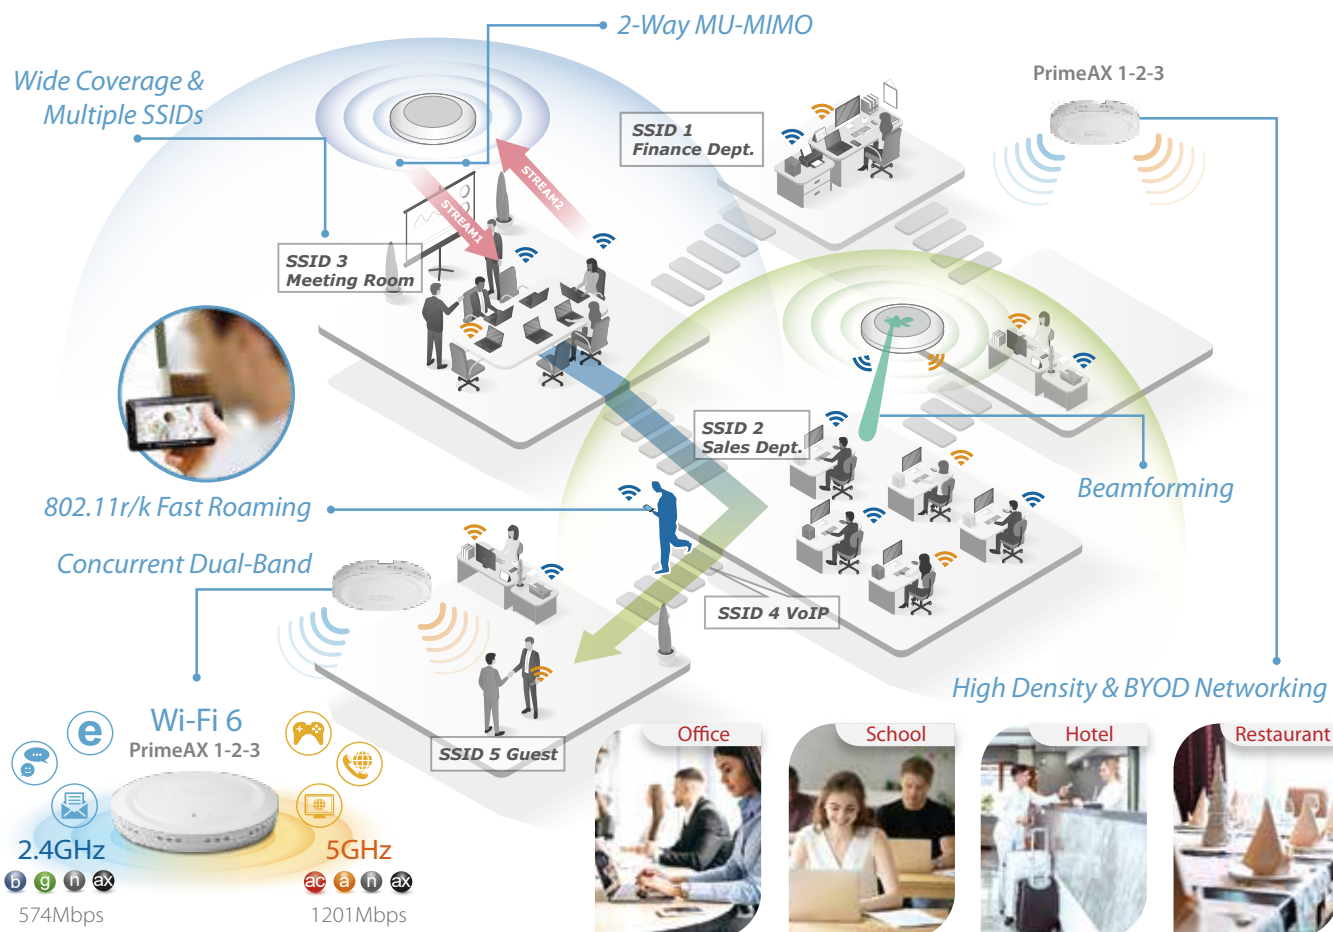 2-Way MU-MIMO
Wide Coverage &
Multiple SSIDs
PrimeAX 1-2-3
SSID 1
Finance Dept.
STREAM1
STREAM2
SSID 3
Meeting Room
SSID 2
Sales Dept.
Beamforming
802.11r/k Fast Roaming
Concurrent Dual-Band
SSID 4 VoIP
High Density & BYOD Networking
Wi-Fi 6
PrimeAX 1-2-3
SSID 5 Guest
Office
School
Hotel
Restaurant
e
2.4GHz
b g n ax
574Mbps
5GHz
ac a n ax
1201Mbps